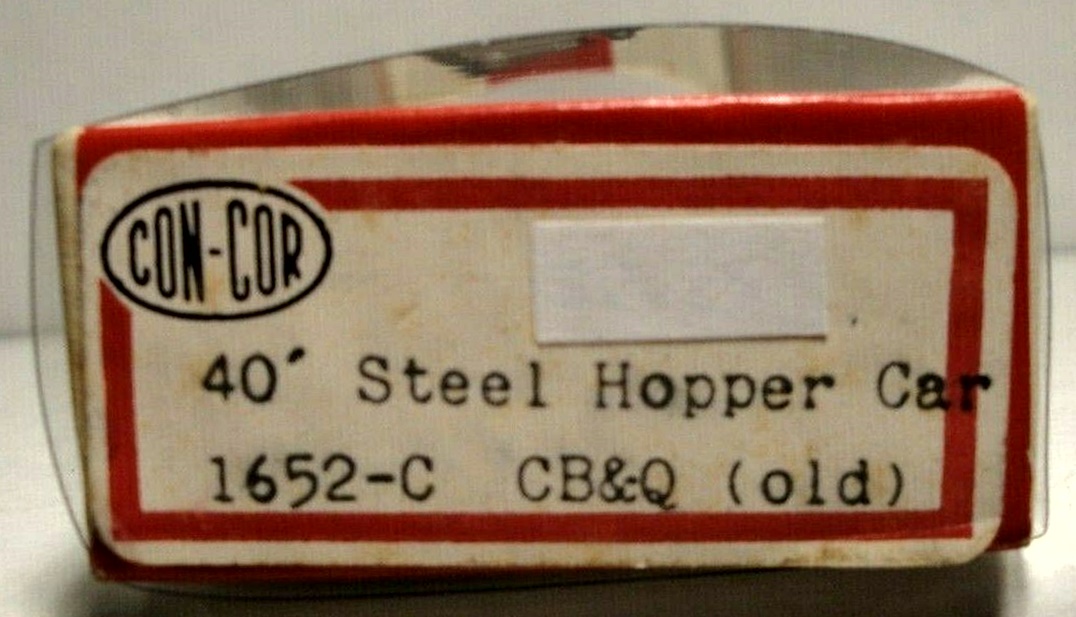 CON-COR
40´ Steel Hopper Car
1652-C CB&Q (old)